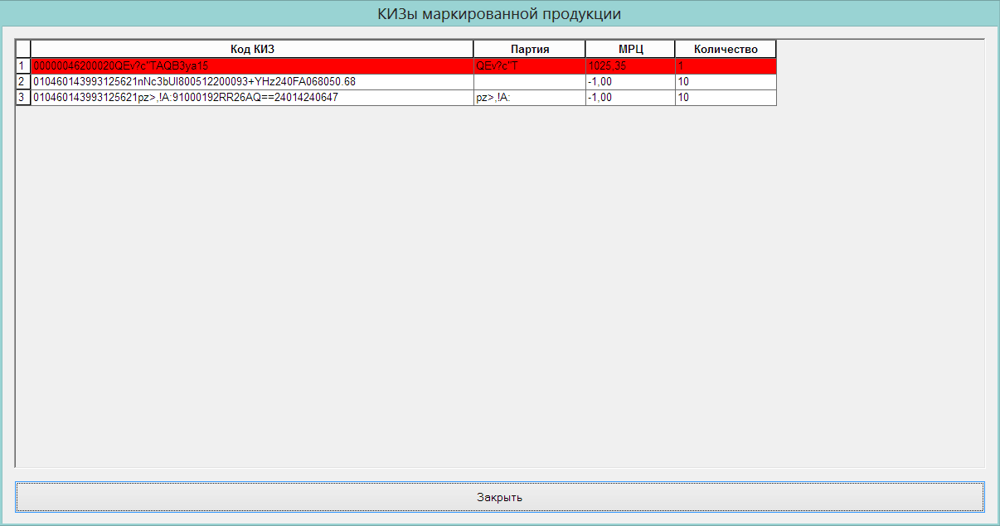 КИЗы маркированной продукции
Код КИЗ Партия МРЦ Количество
1 00000046200020QEv?c"TAQB3ya15 QEv?c"T 1025,35 1
2 010460143993125621nNc3bUl800512200093+YHz240FA068050.68 -1,00 10
3 010460143993125621pz>,!A:91000192RR26AQ==24014240647 pz>,!A: -1,00 10
Закрыть